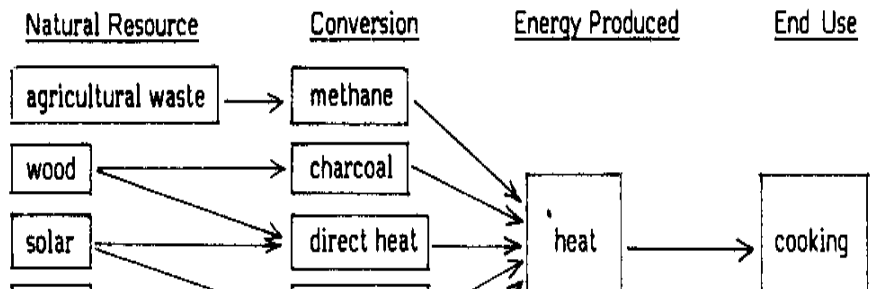 Natural Resource Conversion Energy Produced End Use
agricultural waste methane
wood charcoal
solar direct heat heat cooking